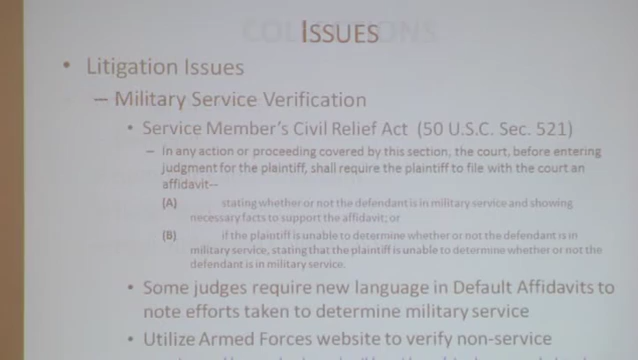 COLLECTIONS
ISSUES
• Litigation Issues
– Military Service Verification
• Service Member's Civil Relief Act (50 U.S.C. Sec. 521)
– In any action or proceeding covered by this section, the court, before entering
judgment for the plaintiff, shall require the plaintiff to file with the court an
affidavit--
(A) stating whether or not the defendant is in military service and showing
necessary facts to support the affidavit; or
(B) if the plaintiff is unable to determine whether or not the defendant is in
military service, stating that the plaintiff is unable to determine whether or not the
defendant is in military service.
• Some judges require new language in Default Affidavits to
note efforts taken to determine military service
• Utilize Armed Forces website to verify non-service